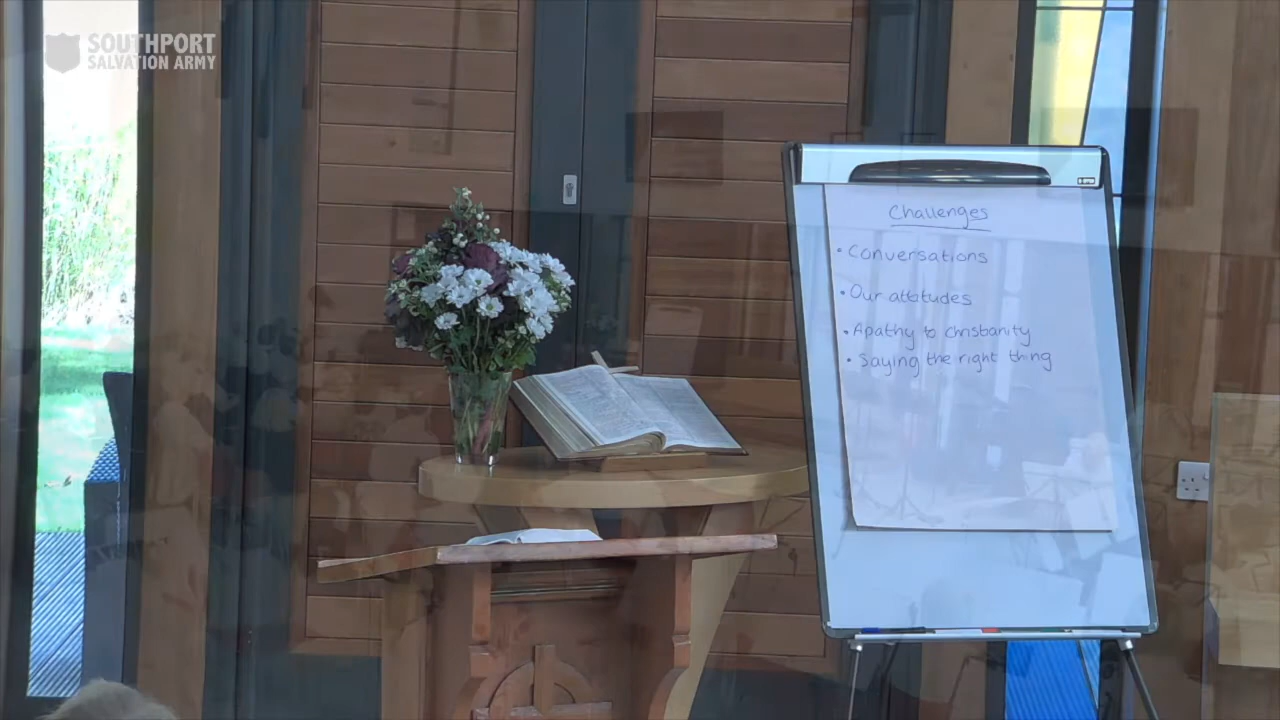 SOUTHPORT
SALVATION ARMY
Challenges
• Conversations
• Our attitudes
• Apathy to christianity
• Saying the right thing